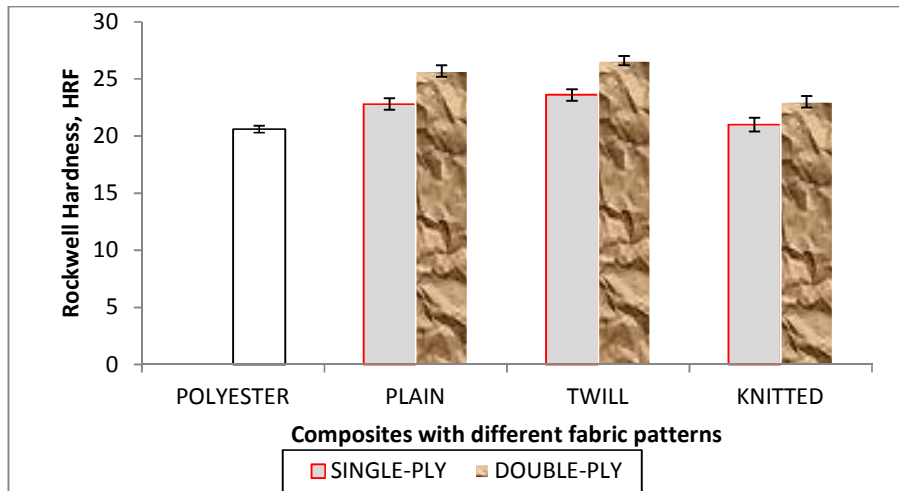 30
25
20
15
10
5
0
Rockwell Hardness, HRF
POLYESTER PLAIN TWILL KNITTED
Composites with different fabric patterns
SINGLE-PLY DOUBLE-PLY